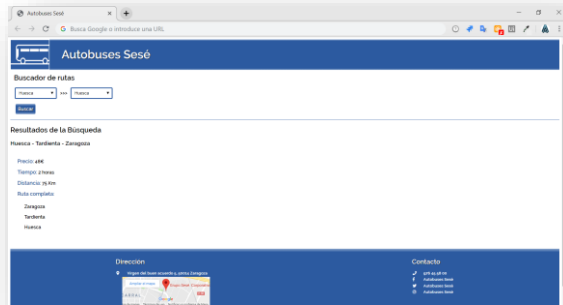 Autobuses Sesé
Busca Google o introduce una URL
Autobuses Sesé
Buscador de rutas
Huesca
Huesca
Buscar
Resultados de la Búsqueda
Huesca - Tardienta - Zaragoza
Precio: 48€
Tiempo: 2 horas
Distancia: 75 Km
Ruta completa:
Zaragoza
Tardienta
Huesca
Dirección
Contacto
Autobuses Sesé
Autobuses Sesé
Autobuses Sesé